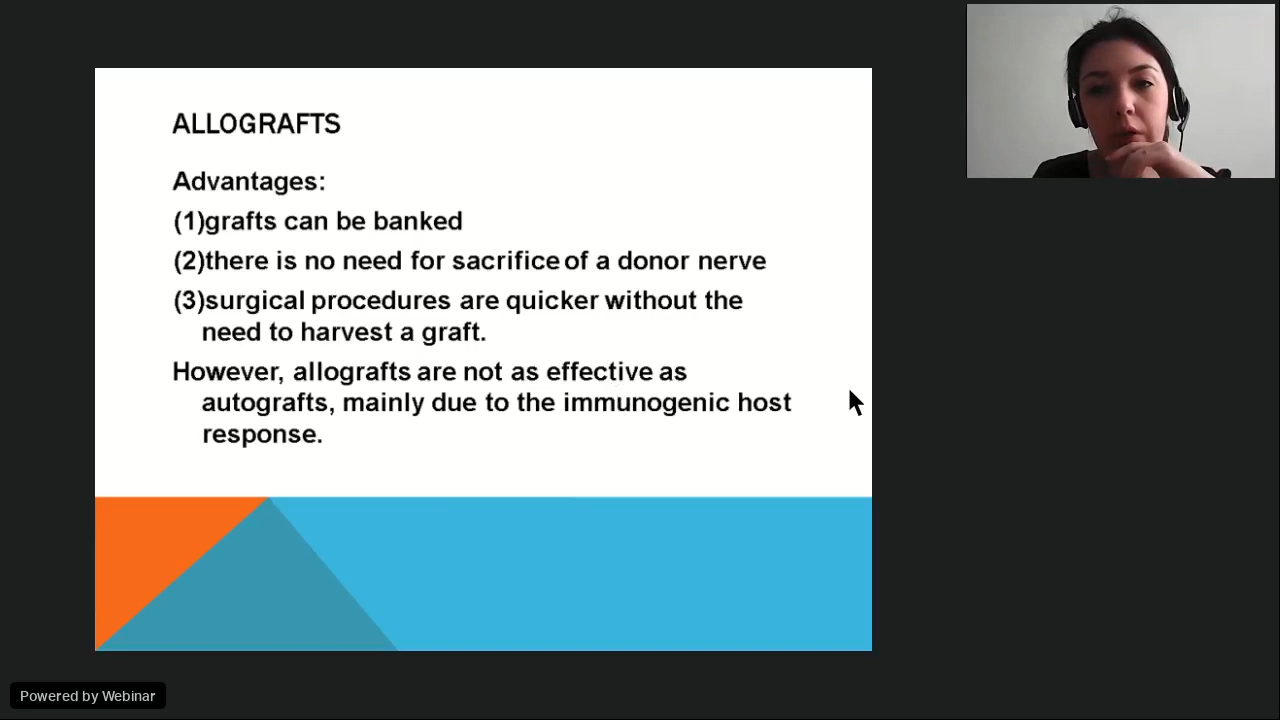 ALLOGRAFTS
Advantages:
(1)grafts can be banked
(2)there is no need for sacrifice of a donor nerve
(3)surgical procedures are quicker without the
need to harvest a graft.
However, allografts are not as effective as
autografts, mainly due to the immunogenic host
response.
Powered by Webinar